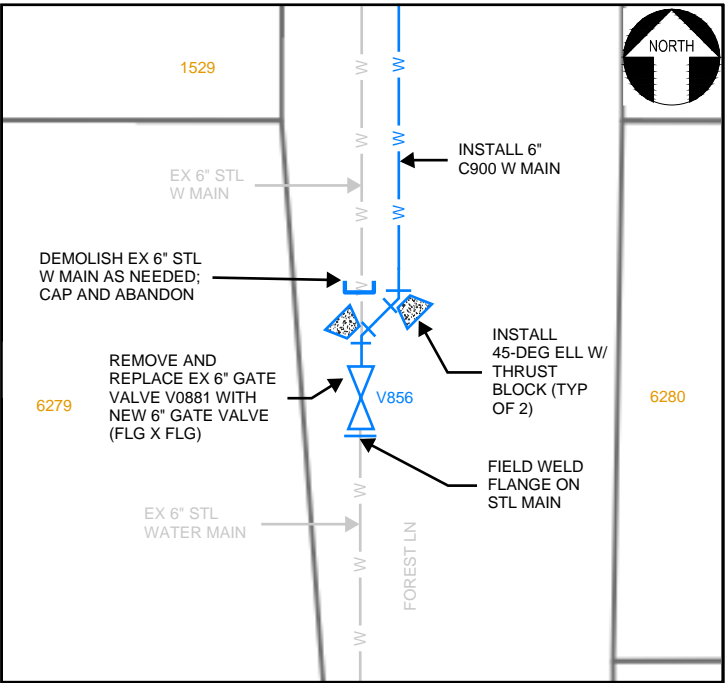 NORTH
1529
W
W
INSTALL 6"
C900 W MAIN
W
W
EX 6" STL
W MAIN
W
W
DEMOLISH EX 6" STL
W MAIN AS NEEDED;
CAP AND ABANDON
W
INSTALL
45-DEG ELL W/
THRUST
BLOCK (TYP
OF 2)
REMOVE AND
REPLACE EX 6" GATE
VALVE V0881 WITH
NEW 6" GATE VALVE
(FLG X FLG)
V856
6279
6280
FIELD WELD
FLANGE ON
STL MAIN
W
EX 6" STL
WATER MAIN
W
FOREST LN
W